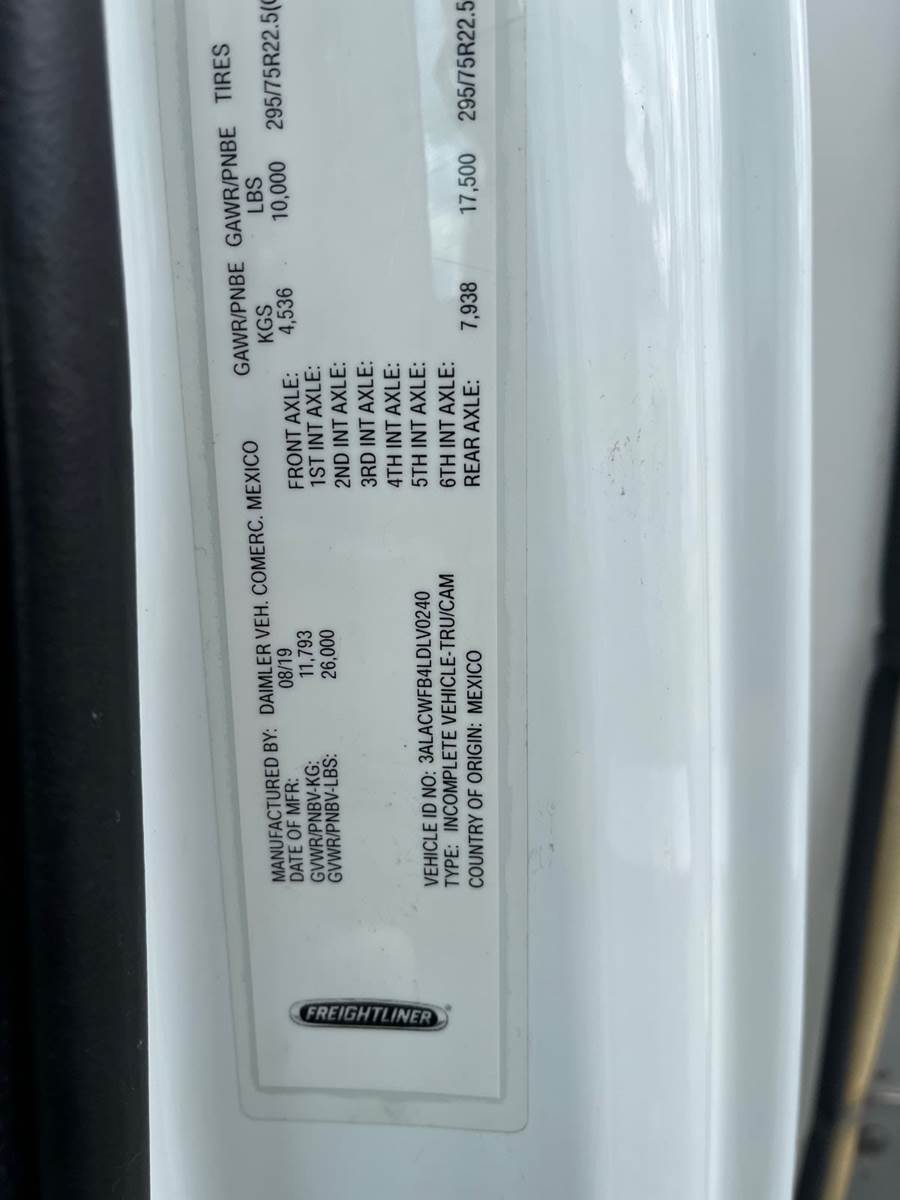 FREIGHTLINER
MANUFACTURED BY: DAIMLER VEH. COMERC. MEXICO
DATE OF MFR: 08/19
GVWR/PNBV-KG: 11,793
GVWR/PNBV-LBS: 26,000
VEHICLE ID NO: 3ALACWFB4LDLV0240
TYPE: INCOMPLETE VEHICLE-TRU/CAM
COUNTRY OF ORIGIN: MEXICO
GAWR/PNBE GAWR/PNBE TIRES
KGS LBS
FRONT AXLE: 4,536 10,000 295/75R22.5(
1ST INT AXLE:
2ND INT AXLE:
3RD INT AXLE:
4TH INT AXLE:
5TH INT AXLE:
6TH INT AXLE:
REAR AXLE: 7,938 17,500 295/75R22.5